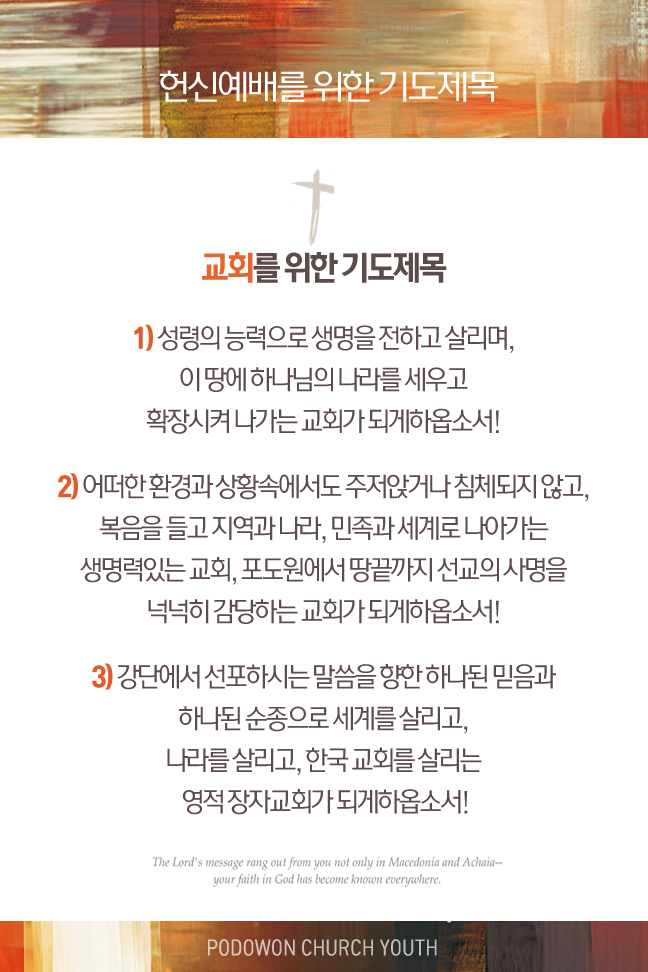 헌신예배를 위한 기도제목
교회를 위한 기도제목
1) 성령의 능력으로 생명을 전하고 살리며,
이 땅에 하나님의 나라를 세우고
확장시켜 나가는 교회가 되게하옵소서!
2) 어떠한 환경과 상황속에서도 주저앉거나 침체되지 않고,
복음을 들고 지역과 나라, 민족과 세계로 나아가는
생명력있는 교회, 포도원에서 땅끝까지 선교의 사명을
넉넉히 감당하는 교회가 되게하옵소서!
3) 강단에서 선포하시는 말씀을 향한 하나된 믿음과
하나된 순종으로 세계를 살리고,
나라를 살리고, 한국 교회를 살리는
영적 장자교회가 되게하옵소서!
The Lord's message rang out from you not only in Macedonia and Achaia--
your faith in God has become known everywhere.
PODOWON CHURCH YOUTH